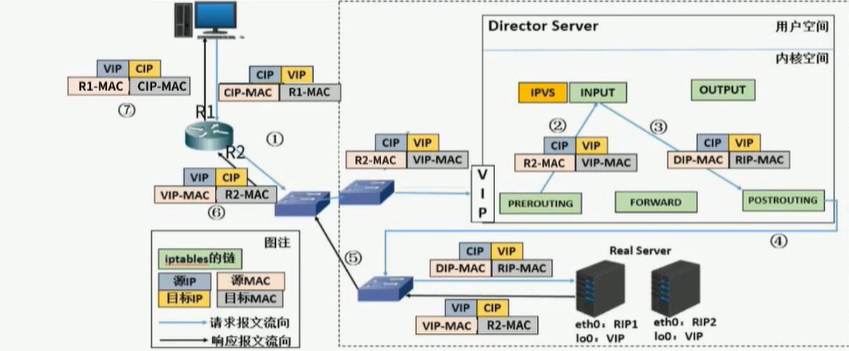 Director Server
用户空间
内核空间
VIP CIP
R1-MAC CIP-MAC
⑦
CIP VIP
CIP-MAC R1-MAC
R1
①
R2
VIP CIP
VIP-MAC R2-MAC
⑥
CIP VIP
R2-MAC VIP-MAC
VIP
IPVS
INPUT
OUTPUT
②
③
CIP VIP
R2-MAC VIP-MAC
CIP VIP
DIP-MAC RIP-MAC
PREROUTING
FORWARD
POSTROUTING
④
⑤
CIP VIP
DIP-MAC RIP-MAC
VIP CIP
VIP-MAC R2-MAC
Real Server
eth0：RIP1
lo0：VIP
eth0：RIP2
lo0：VIP
图注
iptables的链
源IP 源MAC
目标IP 目标MAC
请求报文流向
响应报文流向